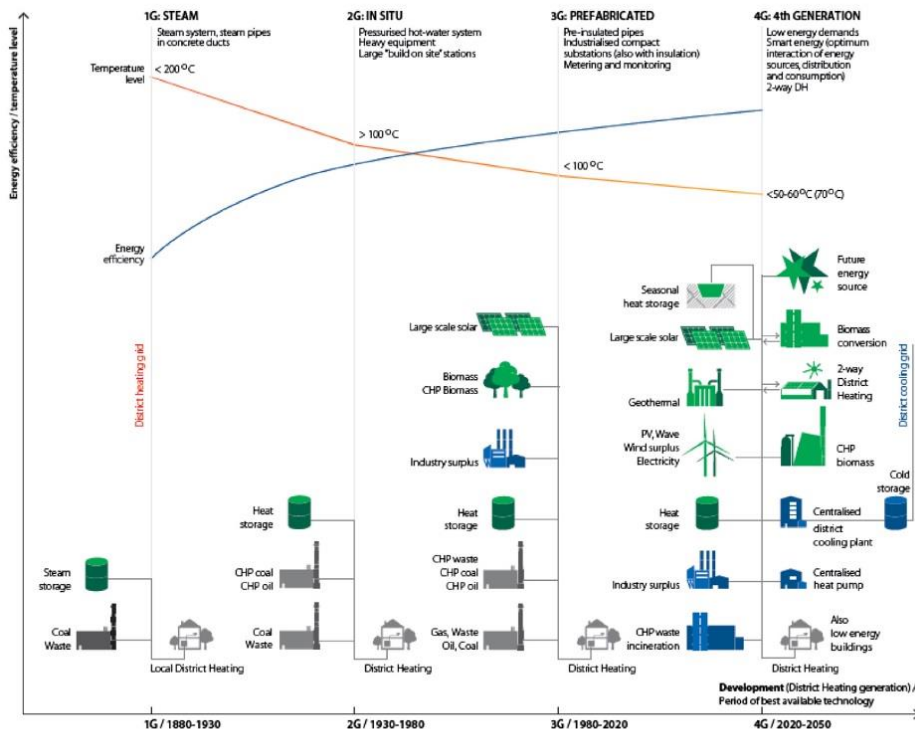 1G: STEAM
Steam system, steam pipes
in concrete ducts
2G: IN SITU
Pressurised hot-water system
Heavy equipment
Large "build on site" stations
3G: PREFABRICATED
Pre-insulated pipes
Industrialised compact
substations (also with insulation)
Metering and monitoring
4G: 4th GENERATION
Low energy demands
Smart energy (optimum
interaction of energy
sources, distribution
and consumption)
2-way DH
Energy efficiency / temperature level
Temperature
level
< 200 °C
> 100 °C
< 100 °C
<50-60 °C (70 °C)
Energy
efficiency
District heating grid
District cooling grid
Seasonal
heat storage
Future
energy
source
Large scale solar
Large scale solar
Biomass
conversion
Biomass
CHP Biomass
Geothermal
2-way
District
Heating
Industry surplus
PV, Wave
Wind surplus
Electricity
CHP
biomass
Cold
storage
Heat
storage
Heat
storage
Heat
storage
Centralised
district
cooling plant
Steam
storage
CHP coal
CHP oil
CHP waste
CHP coal
CHP oil
Industry surplus
Centralised
heat pump
Coal
Waste
Local District Heating
Coal
Waste
District Heating
Gas, Waste
Oil, Coal
District Heating
CHP waste
incineration
Also
low energy
buildings
District Heating
Development (District Heating generation) /
Period of best available technology
1G / 1880-1930
2G / 1930-1980
3G / 1980-2020
4G / 2020-2050